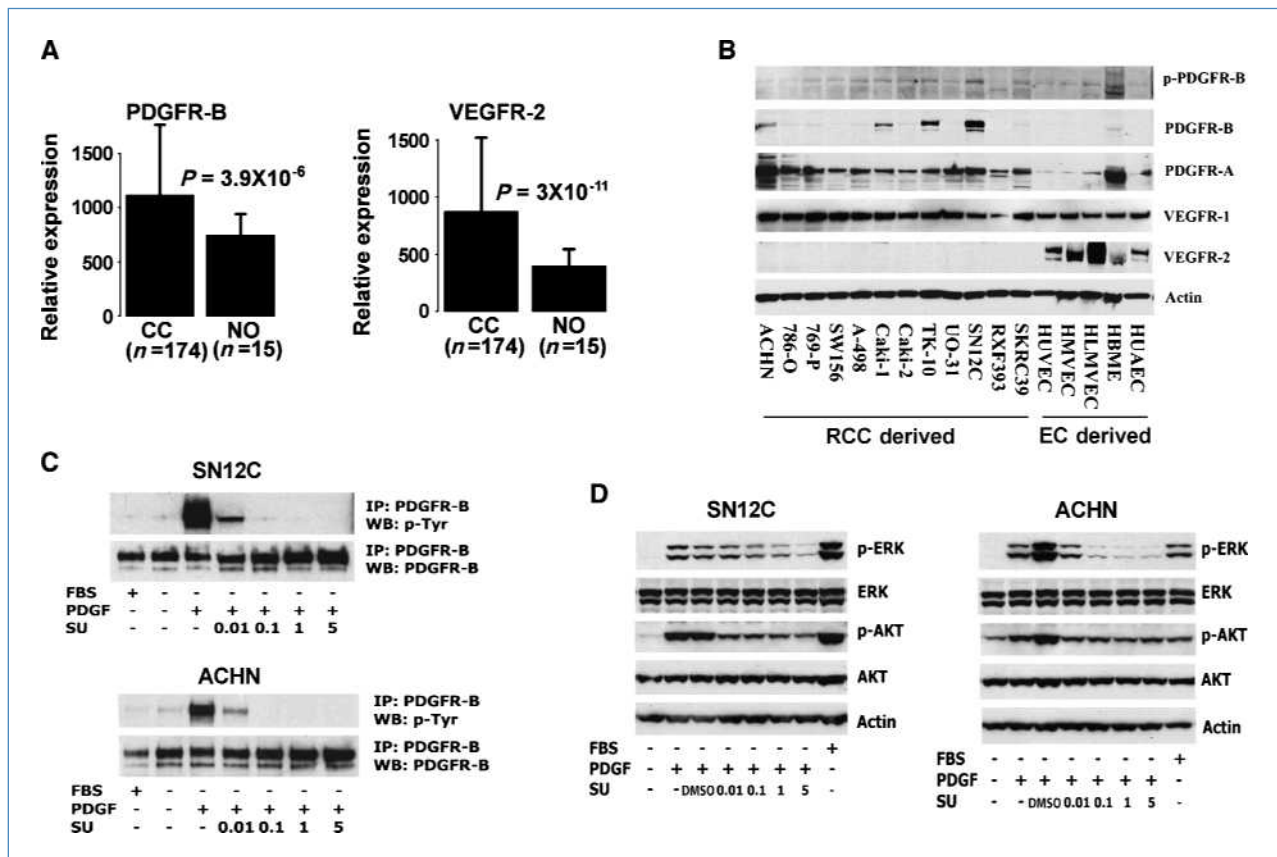 A
PDGFR-B
Relative expression
1500
1000
500
0
P = 3.9X10⁻⁶
CC
(n=174)
NO
(n=15)
VEGFR-2
Relative expression
1500
1000
500
0
P = 3X10⁻¹¹
CC
(n=174)
NO
(n=15)
B
p-PDGFR-B
PDGFR-B
PDGFR-A
VEGFR-1
VEGFR-2
Actin
ACHN
786-O
769-P
SW156
A-498
Caki-1
Caki-2
TK-10
UO-31
SN12C
RXF393
SKRC39
HUVEC
HMVEC
HLMVEC
HBME
HUAEC
RCC derived
EC derived
C
SN12C
IP: PDGFR-B
WB: p-Tyr
IP: PDGFR-B
WB: PDGFR-B
FBS + - - - - - -
PDGF - - + + + + +
SU - - - 0.01 0.1 1 5
ACHN
IP: PDGFR-B
WB: p-Tyr
IP: PDGFR-B
WB: PDGFR-B
FBS + - - - - - -
PDGF - - + + + + +
SU - - - 0.01 0.1 1 5
D
SN12C
p-ERK
ERK
p-AKT
AKT
Actin
FBS - - - - - - - +
PDGF - + + + + + + -
SU - - DMSO 0.01 0.1 1 5 -
ACHN
p-ERK
ERK
p-AKT
AKT
Actin
FBS - - - - - - - +
PDGF - + + + + + + -
SU - - DMSO 0.01 0.1 1 5 -